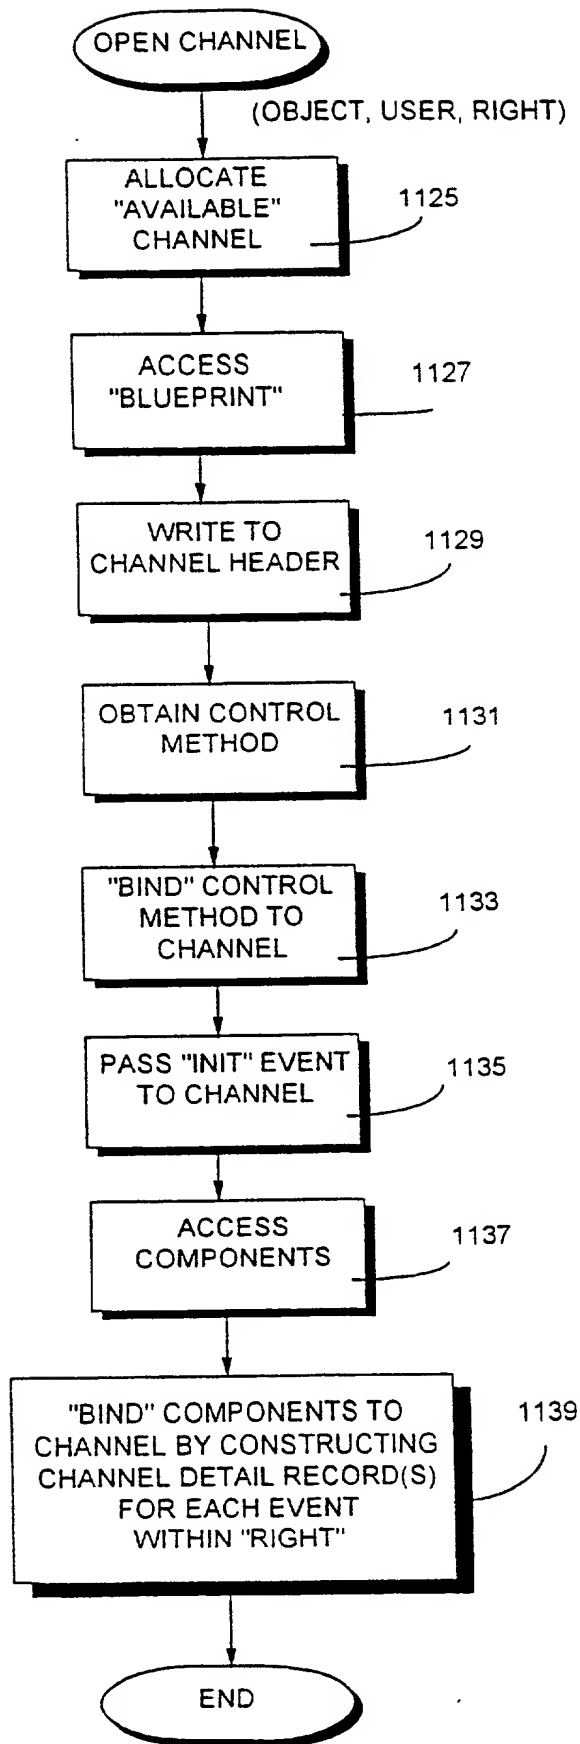 OPEN CHANNEL
(OBJECT, USER, RIGHT)
ALLOCATE
"AVAILABLE"
CHANNEL
1125
ACCESS
"BLUEPRINT"
1127
WRITE TO
CHANNEL HEADER
1129
OBTAIN CONTROL
METHOD
1131
"BIND" CONTROL
METHOD TO
CHANNEL
1133
PASS "INIT" EVENT
TO CHANNEL
1135
ACCESS
COMPONENTS
1137
"BIND" COMPONENTS TO
CHANNEL BY CONSTRUCTING
CHANNEL DETAIL RECORD(S)
FOR EACH EVENT
WITHIN "RIGHT"
1139
END